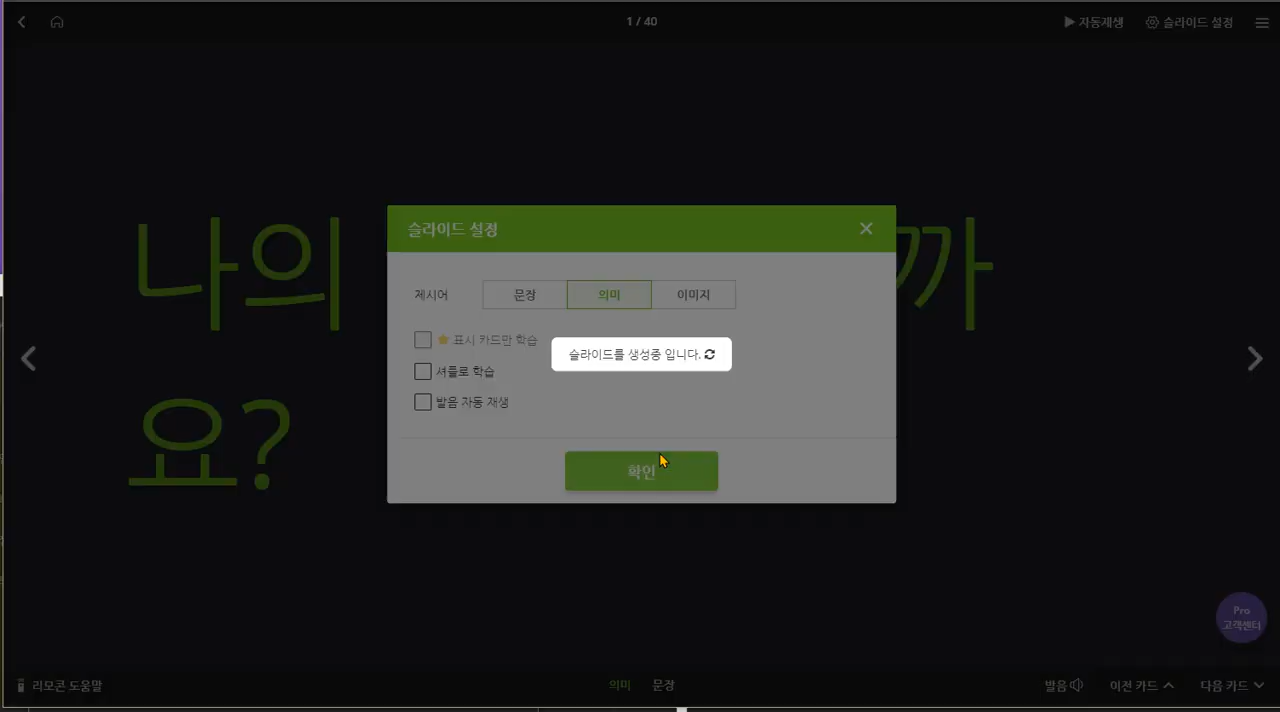 1 / 40
자동재생
슬라이드 설정
나의
까
요?
슬라이드 설정
제시어 문장 의미 이미지
표시 카드만 학습
슬라이드를 생성중 입니다.
셔플로 학습
발음 자동 재생
확인
Pro
고객센터
리모콘 도움말
의미 문장
발음
이전 카드
다음 카드